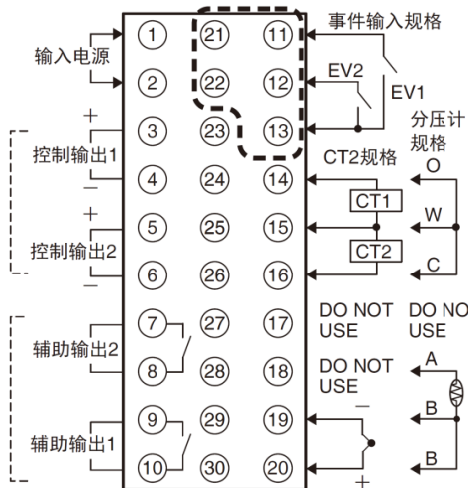 输入电源
+
控制输出1
−
+
控制输出2
−
辅助输出2
辅助输出1
1 21 11
2 22 12
3 23 13
4 24 14
5 25 15
6 26 16
7 27 17
8 28 18
9 29 19
10 30 20
事件输入规格
EV2
EV1
分压计
规格
CT2规格
O
CT1
W
CT2
C
DO NOT
USE
DO NO
USE
DO NOT
USE
A
−
B
B
+